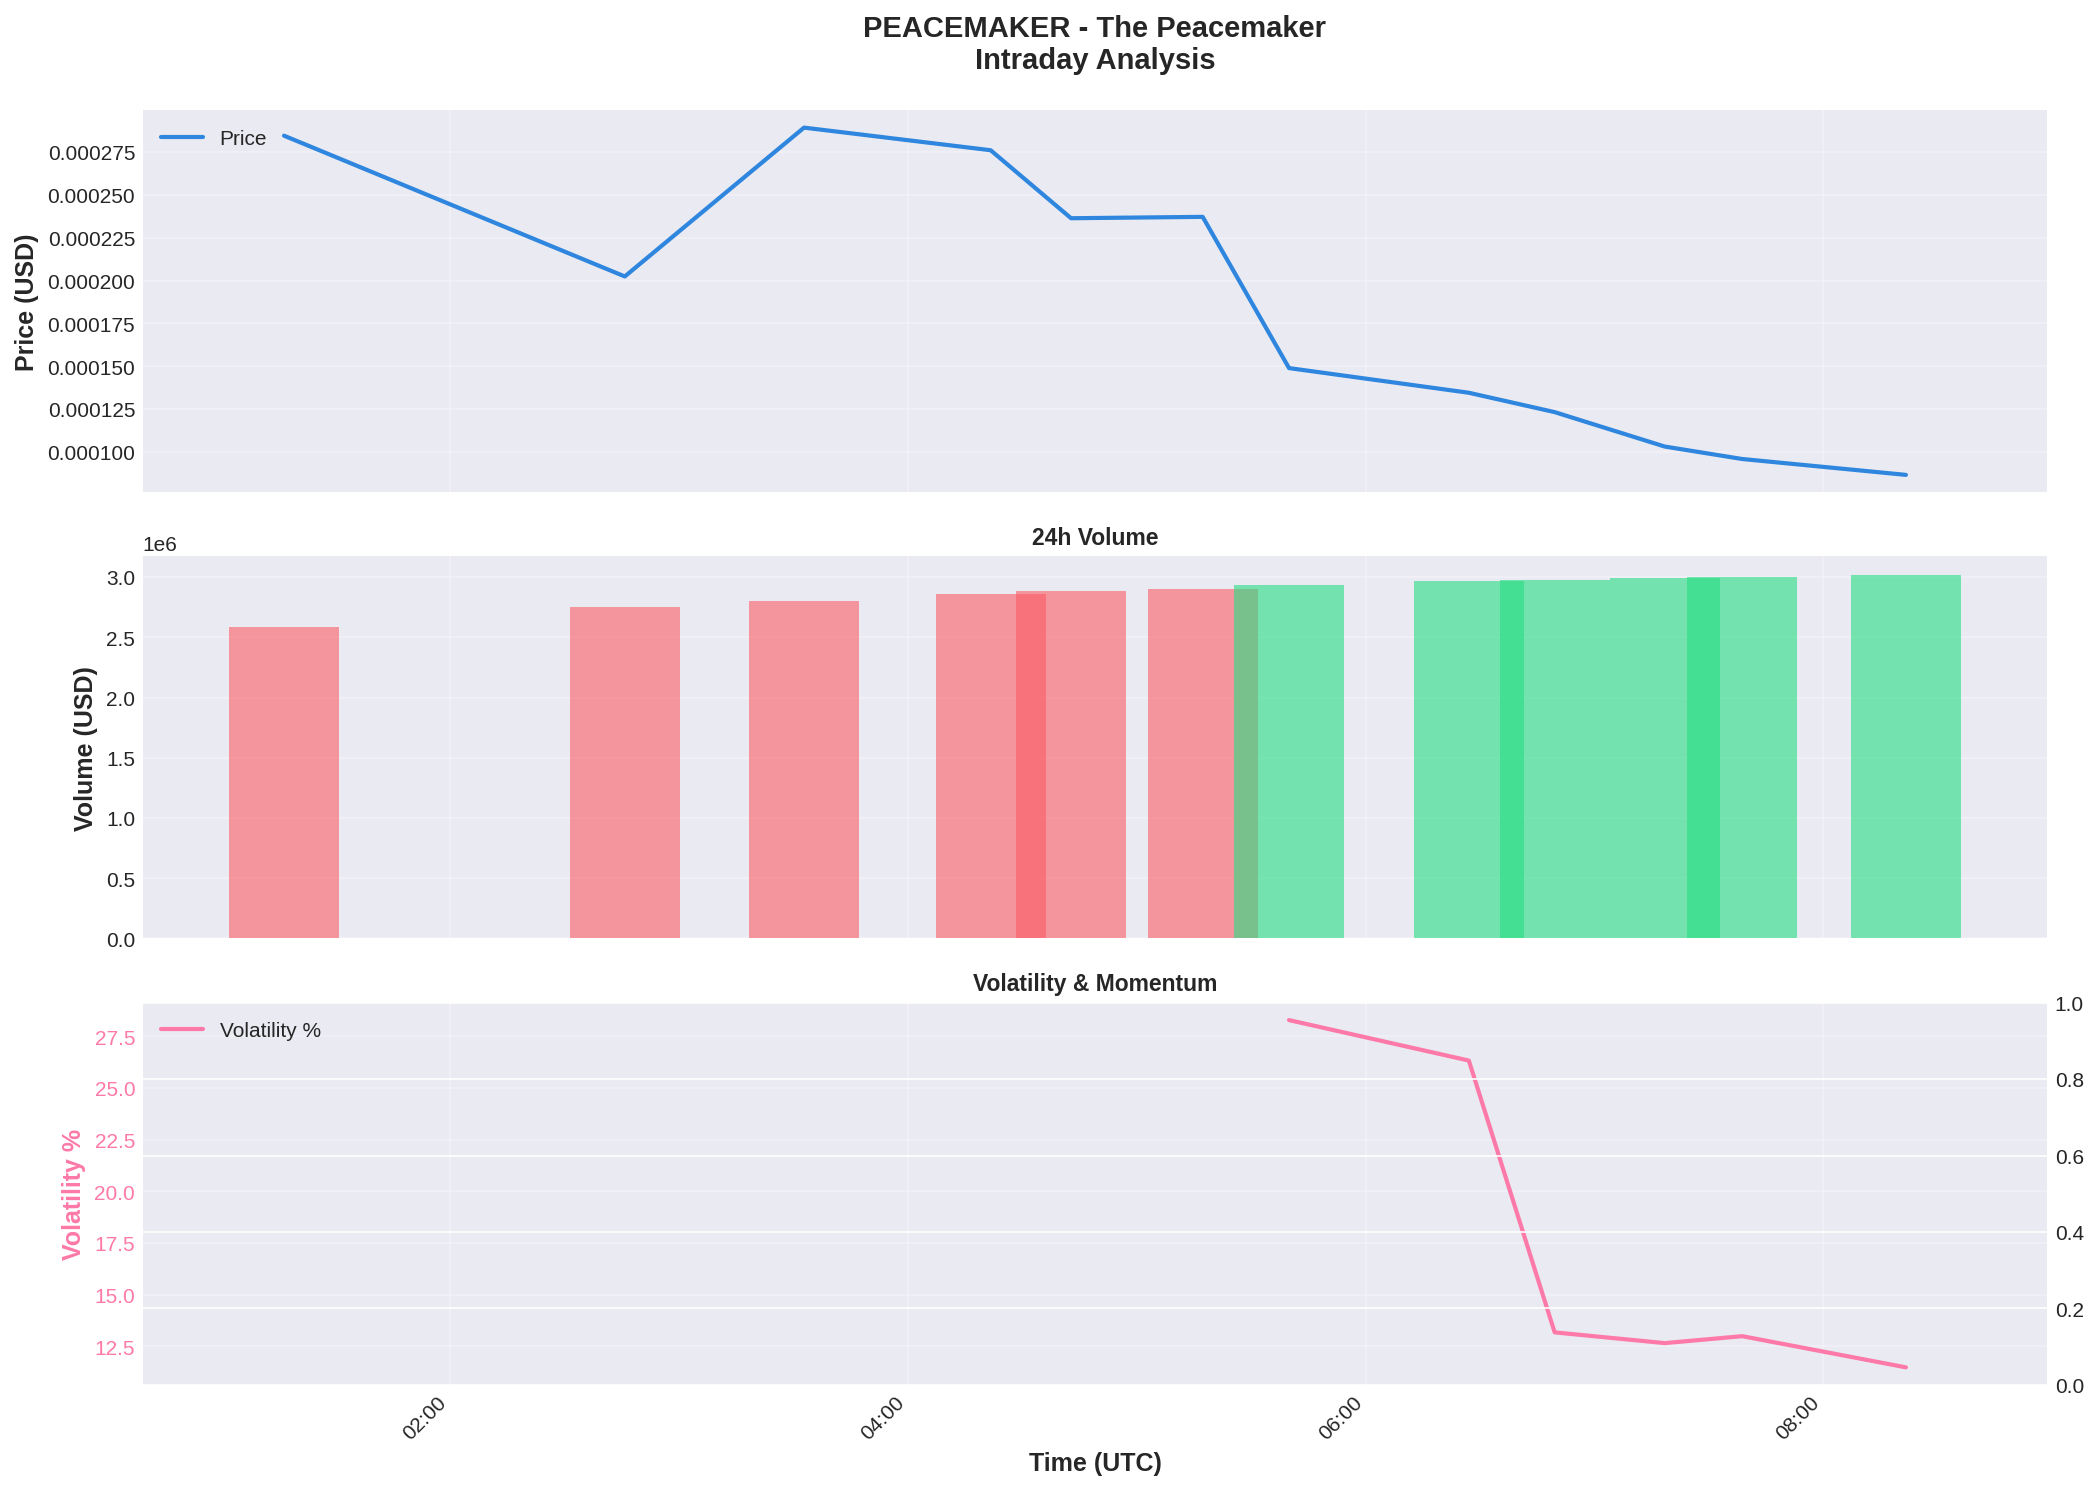 PEACEMAKER - The Peacemaker
Intraday Analysis
Price
0.000275
0.000250
0.000225
0.000200
0.000175
0.000150
0.000125
0.000100
Price (USD)
24h Volume
1e6
3.0
2.5
2.0
1.5
1.0
0.5
0.0
Volume (USD)
Volatility & Momentum
Volatility %
27.5
25.0
22.5
20.0
17.5
15.0
12.5
Volatility %
1.0
0.8
0.6
0.4
0.2
0.0
02:00
04:00
06:00
08:00
Time (UTC)